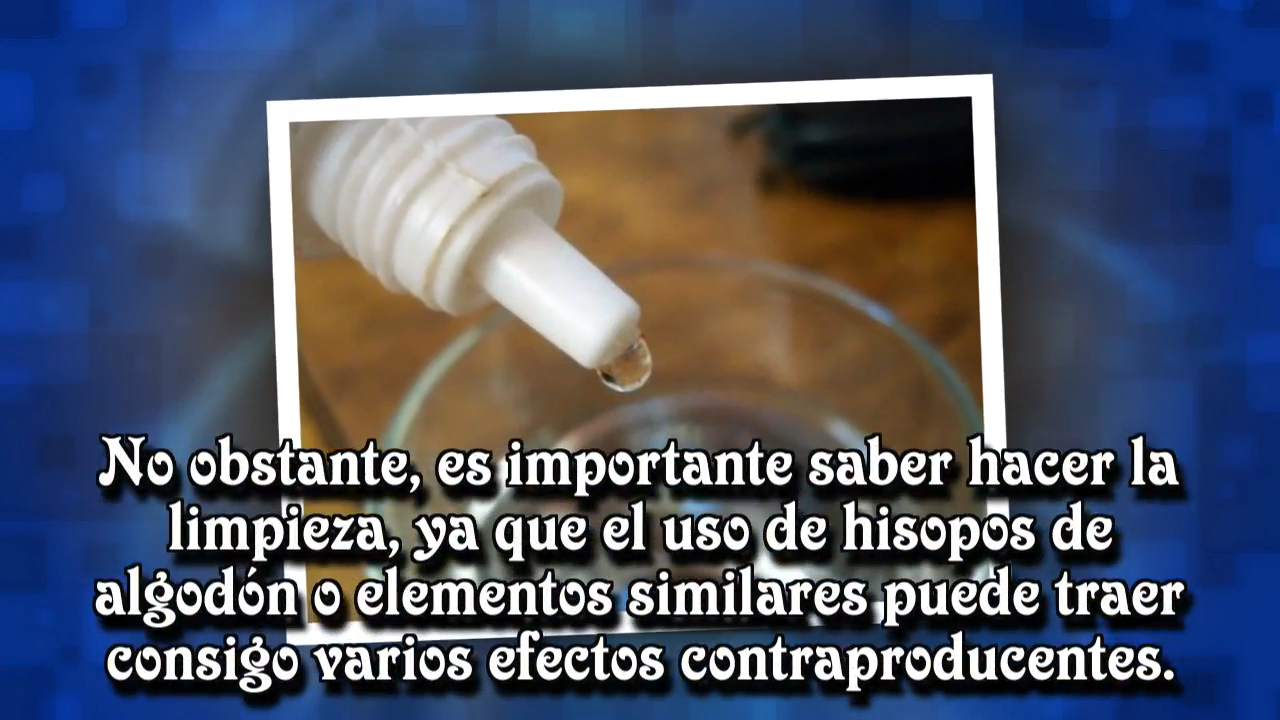 No obstante, es importante saber hacer la
limpieza, ya que el uso de hisopos de
algodón o elementos similares puede traer
consigo varios efectos contraproducentes.